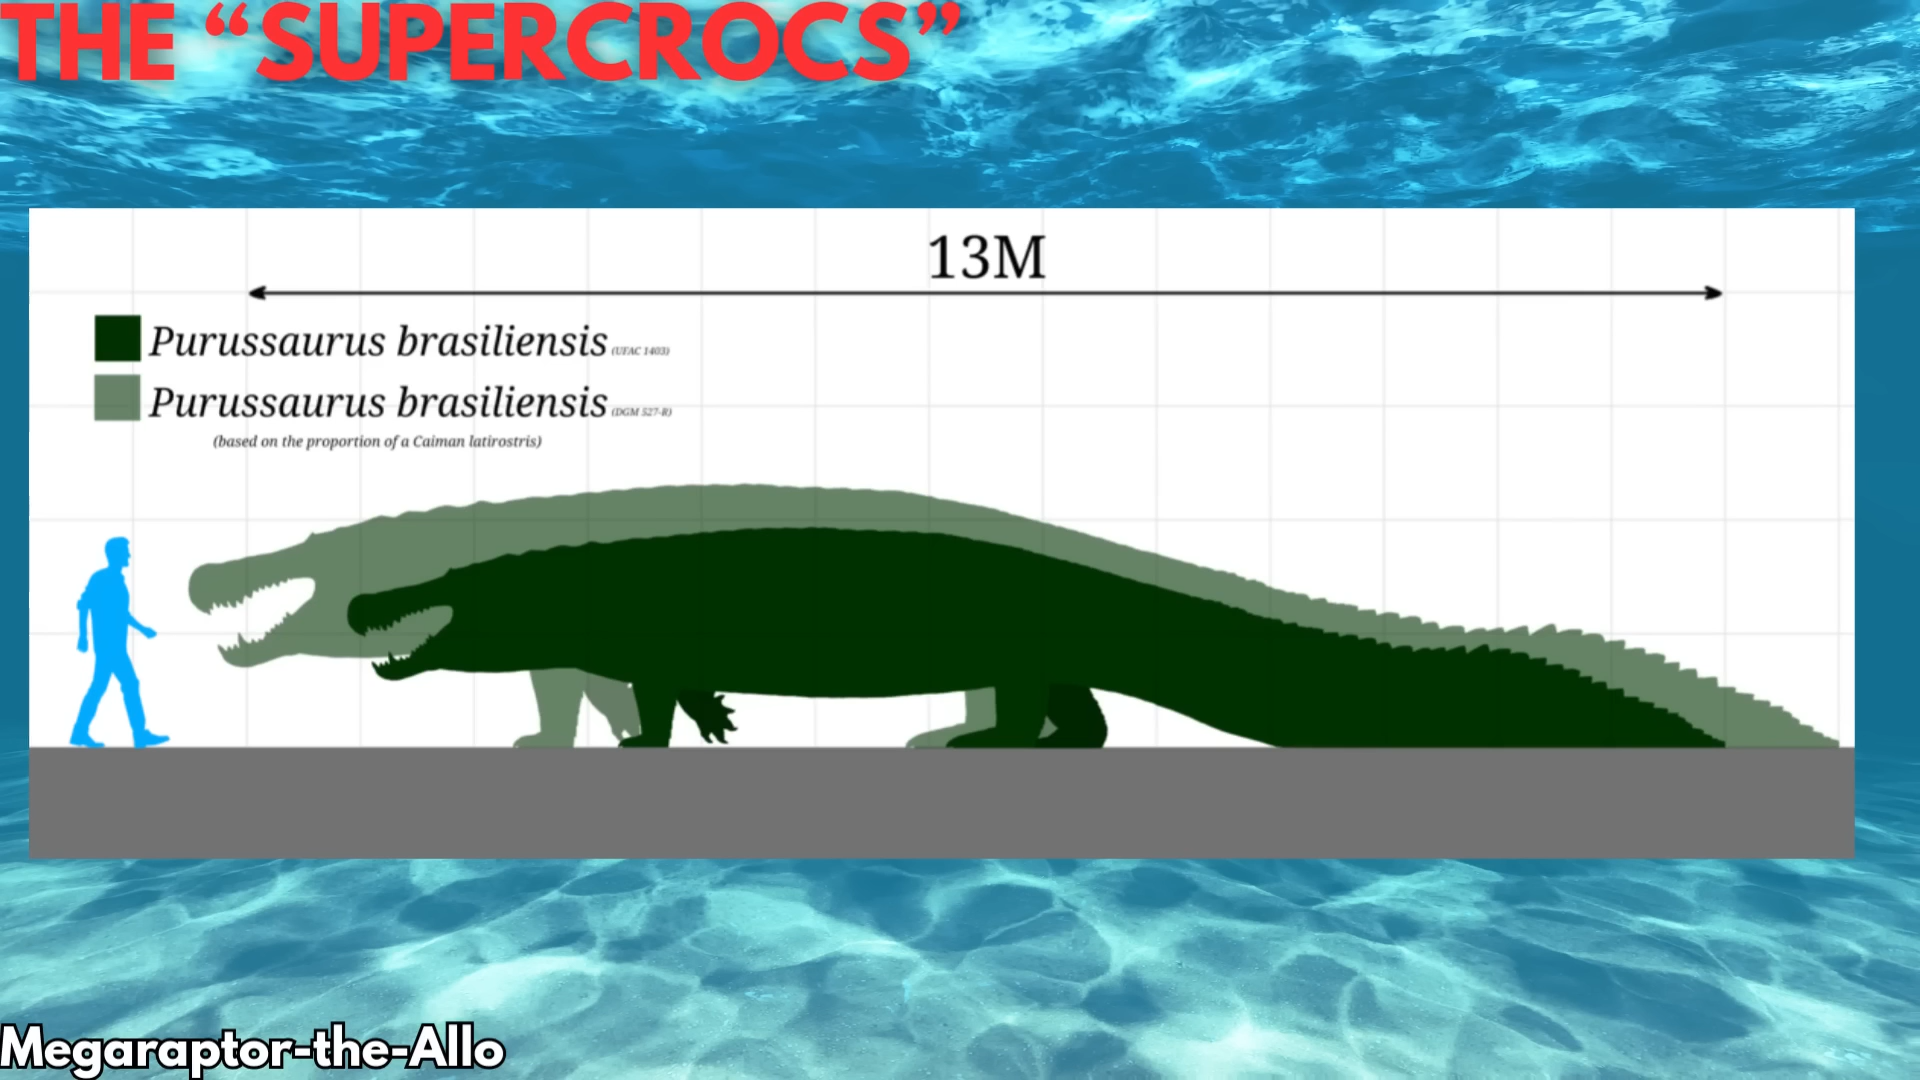 THE “SUPERCROCS”
13M
Purussaurus brasiliensis (UFAC 1403)
Purussaurus brasiliensis (DGM 527-R)
(based on the proportion of a Caiman latirostris)
Megaraptor-the-Allo